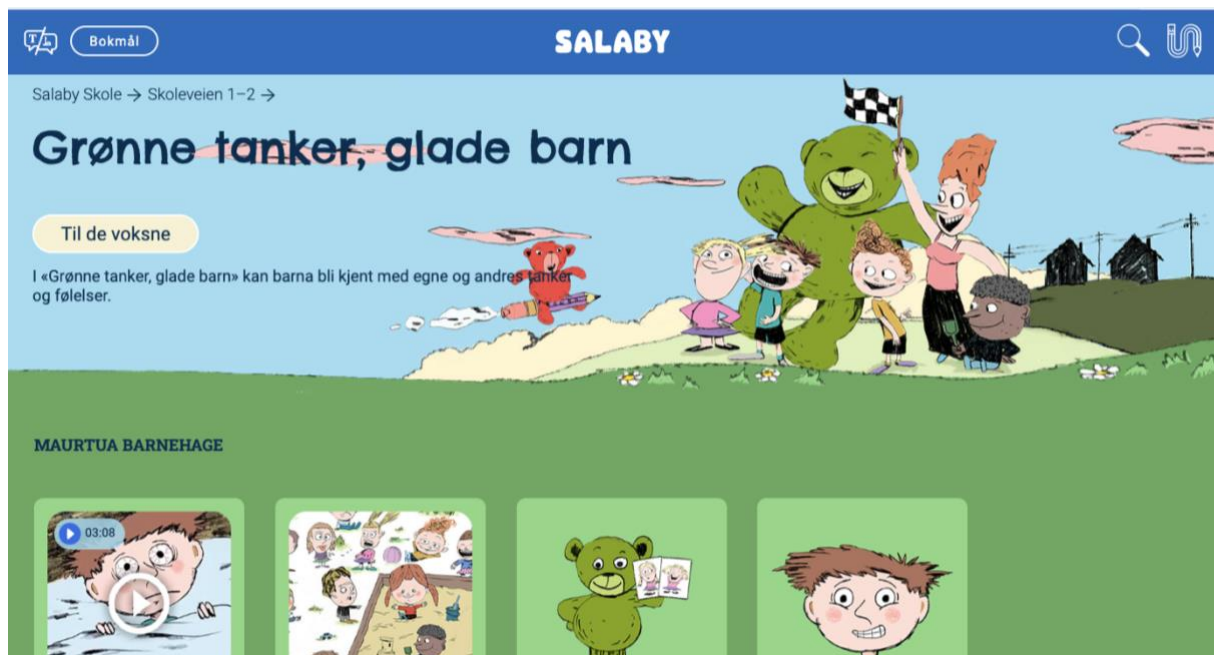 Bokmål
SALABY
Salaby Skole → Skoleveien 1–2 →
Grønne tanker, glade barn
Til de voksne
I «Grønne tanker, glade barn» kan barna bli kjent med egne og andres tanker
og følelser.
MAURTUA BARNEHAGE
03:08